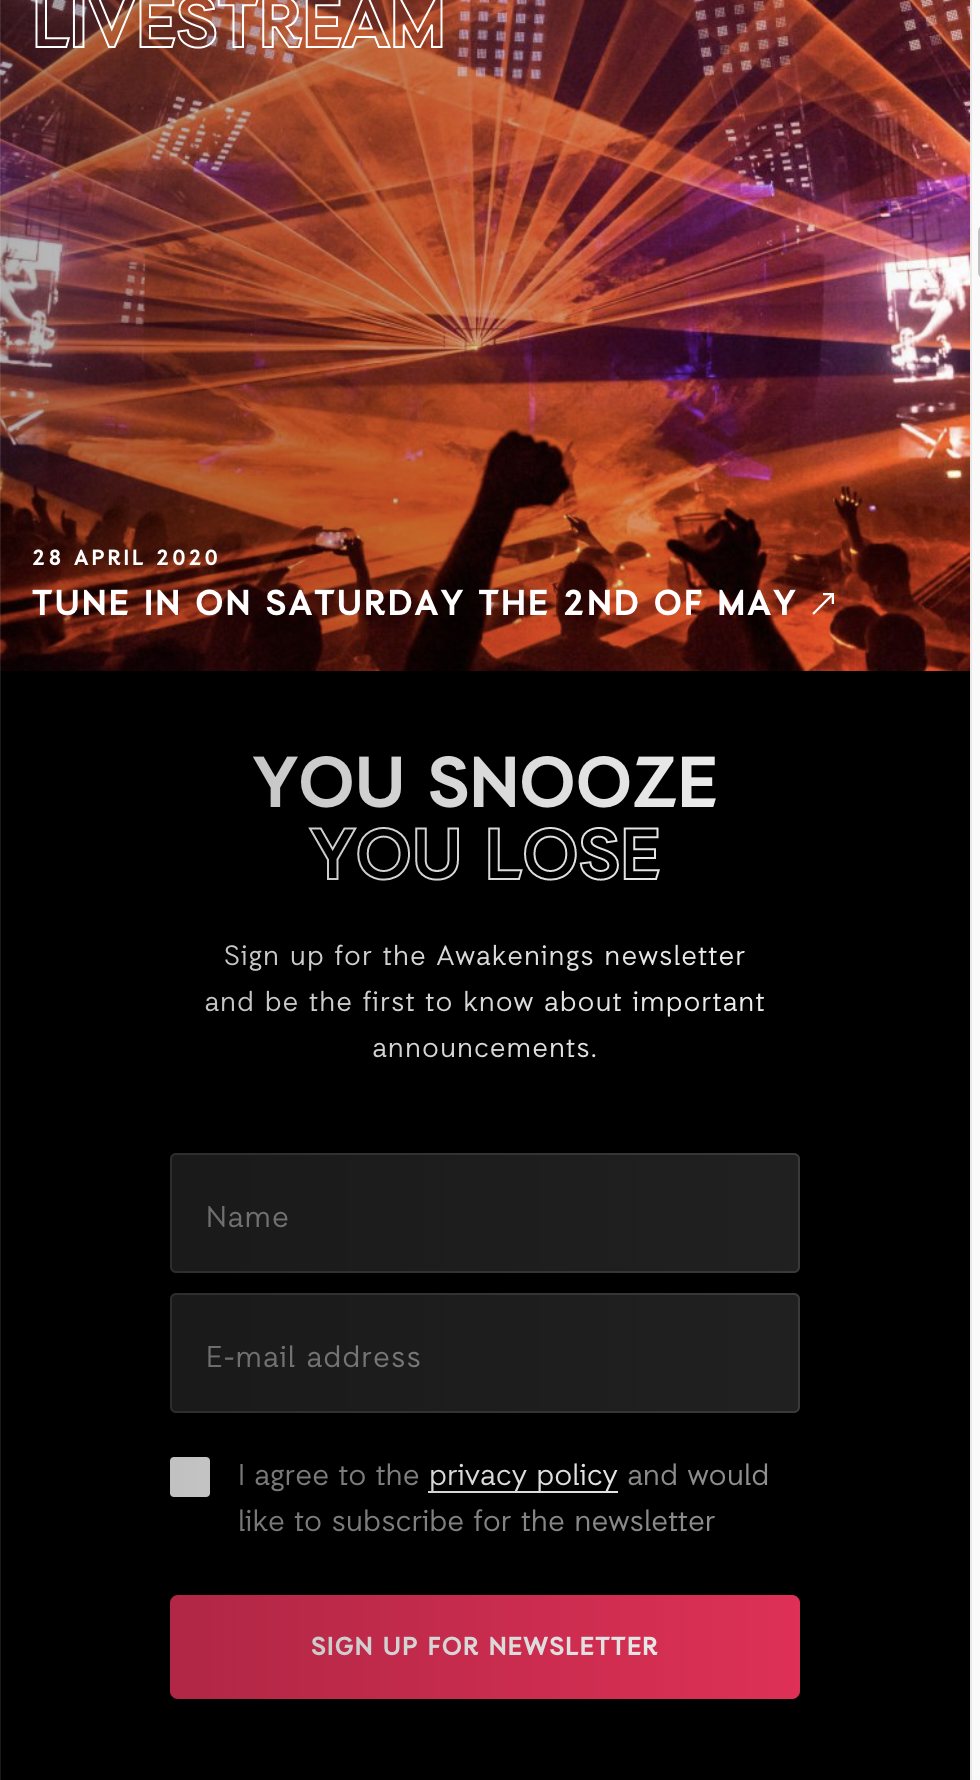 LIVESTREAM
28 APRIL 2020
TUNE IN ON SATURDAY THE 2ND OF MAY ↗
YOU SNOOZE
YOU LOSE
Sign up for the Awakenings newsletter
and be the first to know about important
announcements.
Name
E-mail address
I agree to the privacy policy and would
like to subscribe for the newsletter
SIGN UP FOR NEWSLETTER